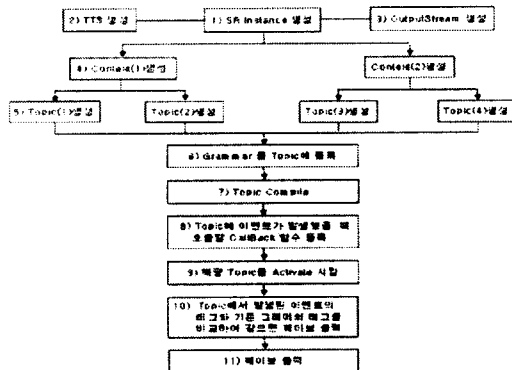 2) TTS 생성
1) SR Instance 생성
3) OutputStream 생성
4) Context(1)생성
Context(2)생성
5) Topic(1)생성
Topic(2)생성
Topic(3)생성
Topic(4)생성
6) Grammar 를 Topic에 등록
7) Topic Compile
8) Topic에 이벤트가 발생했을 때
호출할 CallBack 함수 등록
9) 해당 Topic를 Activate 시킴
10) Topic에서 발생된 이벤트의
태그와 기존 그래머의 태그를
비교하여 같으면 웨이브 출력
11) 웨이브 출력